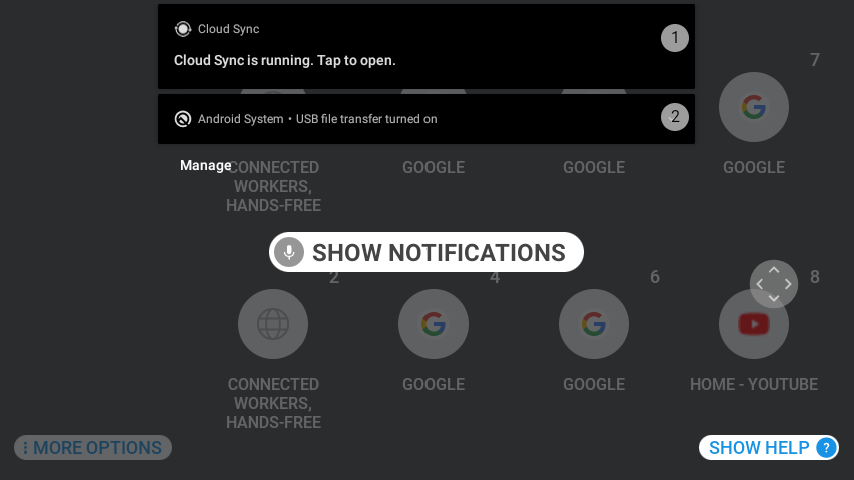 Cloud Sync
1
Cloud Sync is running. Tap to open.
7
Android System • USB file transfer turned on
2
Manage
CONNECTED
WORKERS,
HANDS-FREE
GOOGLE
GOOGLE
GOOGLE
SHOW NOTIFICATIONS
2
4
6
8
CONNECTED
WORKERS,
HANDS-FREE
GOOGLE
GOOGLE
HOME - YOUTUBE
MORE OPTIONS
SHOW HELP ?